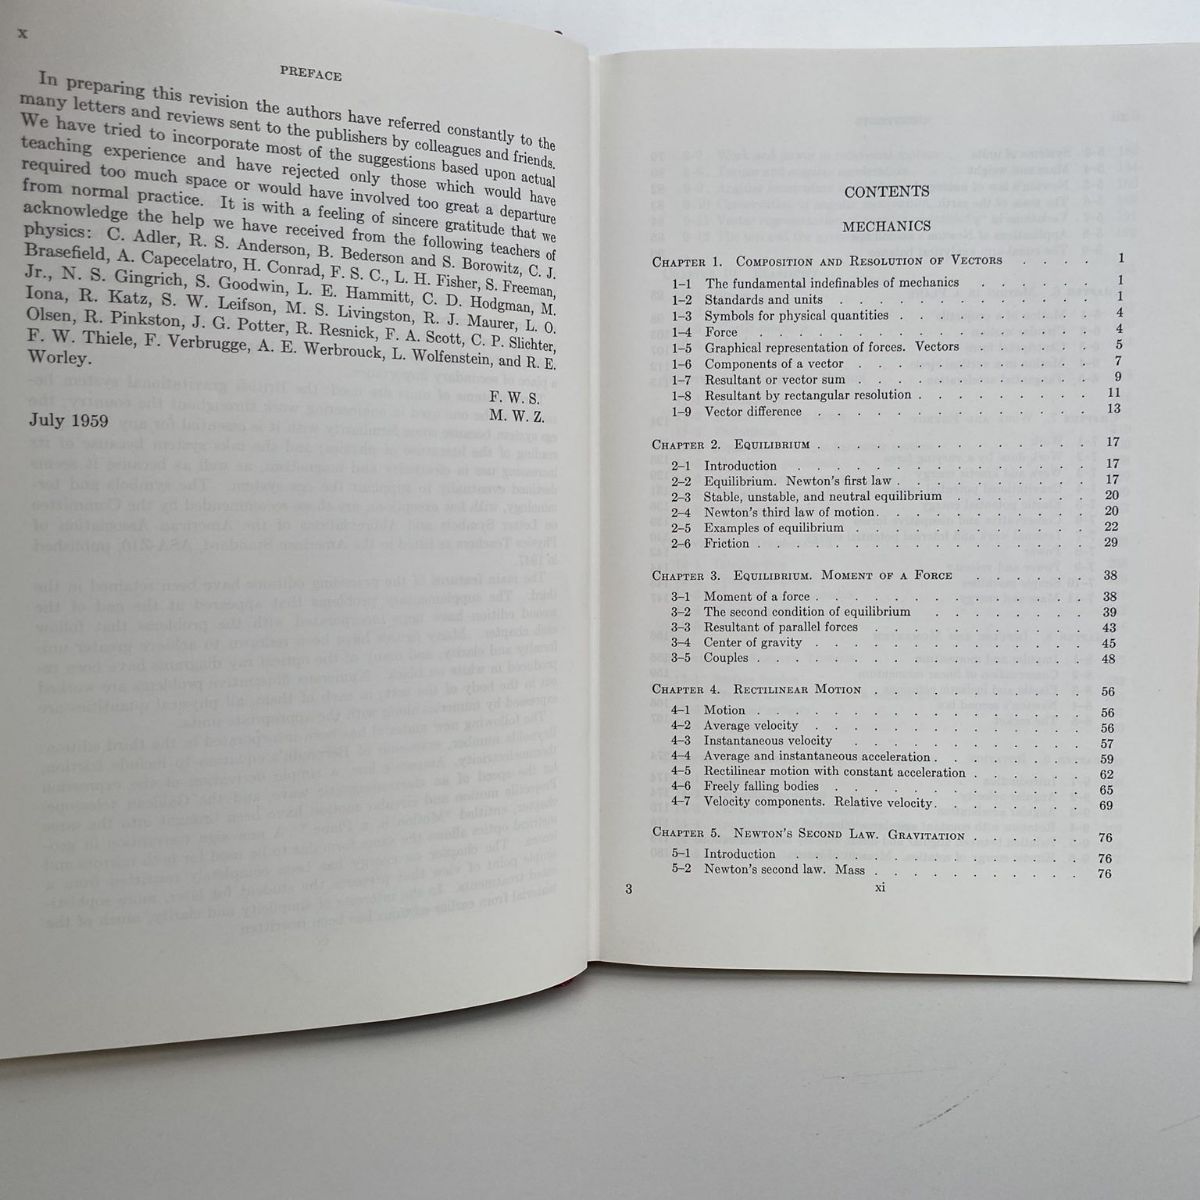 x
PREFACE
In preparing this revision the authors have referred constantly to the
many letters and reviews sent to the publishers by colleagues and friends.
We have tried to incorporate most of the suggestions based upon actual
teaching experience and have rejected only those which would have
required too much space or would have involved too great a departure
from normal practice. It is with a feeling of sincere gratitude that we
acknowledge the help we have received from the following teachers of
physics: C. Adler, R. S. Anderson, B. Bederson and S. Borowitz, C. J.
Brasefield, A. Capecelatro, H. Conrad, F. S. C., L. H. Fisher, S. Freeman,
Jr., N. S. Gingrich, S. Goodwin, L. E. Hammitt, C. D. Hodgman, M.
Iona, R. Katz, S. W. Leifson, M. S. Livingston, R. J. Maurer, L. O.
Olsen, R. Pinkston, J. G. Potter, R. Resnick, F. A. Scott, C. P. Slichter,
F. W. Thiele, F. Verbrugge, A. E. Werbrouck, L. Wolfenstein, and R. E.
Worley.
F. W. S.
M. W. Z.
July 1959
CONTENTS
MECHANICS
CHAPTER 1. COMPOSITION AND RESOLUTION OF VECTORS . . . . 1
1–1 The fundamental indefinables of mechanics . . . . . . 1
1–2 Standards and units . . . . . . . . . . . . . 1
1–3 Symbols for physical quantities . . . . . . . . . . 4
1–4 Force . . . . . . . . . . . . . . . . 4
1–5 Graphical representation of forces. Vectors . . . . . . 5
1–6 Components of a vector . . . . . . . . . . . . 7
1–7 Resultant or vector sum . . . . . . . . . . . . 9
1–8 Resultant by rectangular resolution . . . . . . . . . 11
1–9 Vector difference . . . . . . . . . . . . . 13
CHAPTER 2. EQUILIBRIUM . . . . . . . . . . . . . 17
2–1 Introduction . . . . . . . . . . . . . . 17
2–2 Equilibrium. Newton's first law . . . . . . . . . . 17
2–3 Stable, unstable, and neutral equilibrium . . . . . . . 20
2–4 Newton's third law of motion. . . . . . . . . . . 20
2–5 Examples of equilibrium . . . . . . . . . . . . 22
2–6 Friction . . . . . . . . . . . . . . . . 29
CHAPTER 3. EQUILIBRIUM. MOMENT OF A FORCE . . . . . . 38
3–1 Moment of a force . . . . . . . . . . . . . 38
3–2 The second condition of equilibrium . . . . . . . . 39
3–3 Resultant of parallel forces . . . . . . . . . . . 43
3–4 Center of gravity . . . . . . . . . . . . . 45
3–5 Couples . . . . . . . . . . . . . . . . 48
CHAPTER 4. RECTILINEAR MOTION . . . . . . . . . . 56
4–1 Motion . . . . . . . . . . . . . . . . 56
4–2 Average velocity . . . . . . . . . . . . . . 56
4–3 Instantaneous velocity . . . . . . . . . . . . 57
4–4 Average and instantaneous acceleration . . . . . . . . 59
4–5 Rectilinear motion with constant acceleration . . . . . . 62
4–6 Freely falling bodies . . . . . . . . . . . . . 65
4–7 Velocity components. Relative velocity. . . . . . . . 69
CHAPTER 5. NEWTON'S SECOND LAW. GRAVITATION . . . . . . 76
5–1 Introduction . . . . . . . . . . . . . . 76
5–2 Newton's second law. Mass . . . . . . . . . . . 76
3
xi